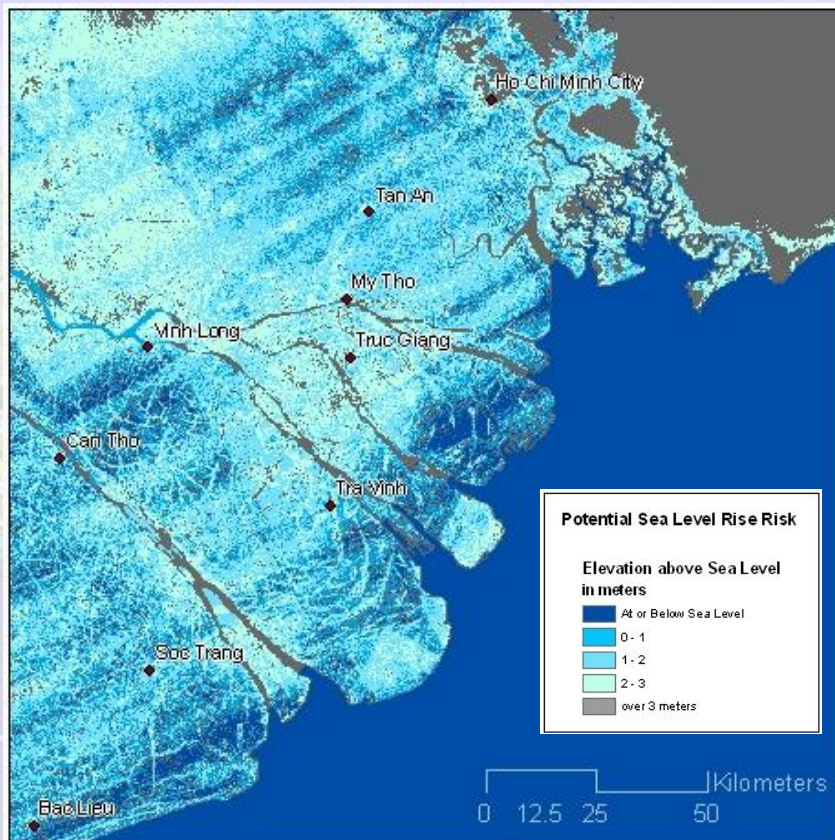 Ho Chi Minh City
Tan An
My Tho
Vinh Long
Truc Giang
Can Tho
Tra Vinh
Potential Sea Level Rise Risk
Elevation above Sea Level
in meters
At or Below Sea Level
0 - 1
1 - 2
2 - 3
over 3 meters
Soc Trang
Bac Lieu
Kilometers
0 12.5 25 50